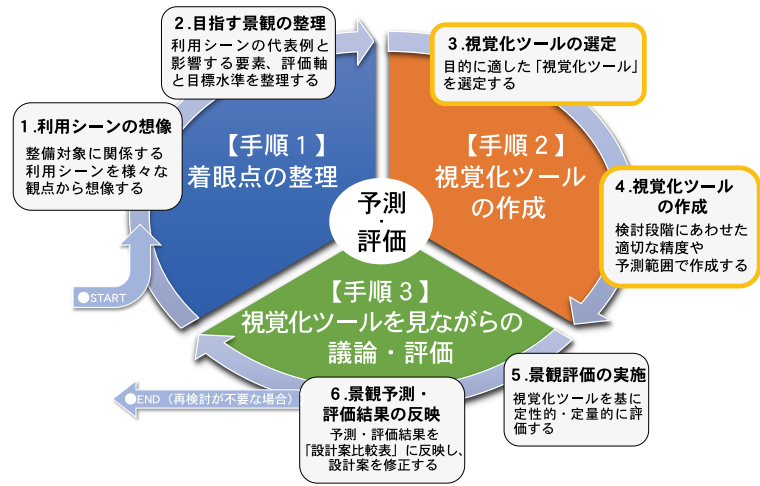 1.利用シーンの想像
整備対象に関係する
利用シーンを様々な
観点から想像する
2.目指す景観の整理
利用シーンの代表例と
影響する要素、評価軸
と目標水準を整理する
3.視覚化ツールの選定
目的に適した「視覚化ツール」
を選定する
4.視覚化ツール
の作成
検討段階にあわせた
適切な精度や
予測範囲で作成する
5.景観評価の実施
視覚化ツールを基に
定性的・定量的に評
価する
6.景観予測・
評価結果の反映
予測・評価結果を
「設計案比較表」に反映し、
設計案を修正する
【手順1】
着眼点の整理
【手順2】
視覚化ツール
の作成
【手順3】
視覚化ツールを見ながらの
議論・評価
予測
・
評価
●START
●END(再検討が不要な場合)